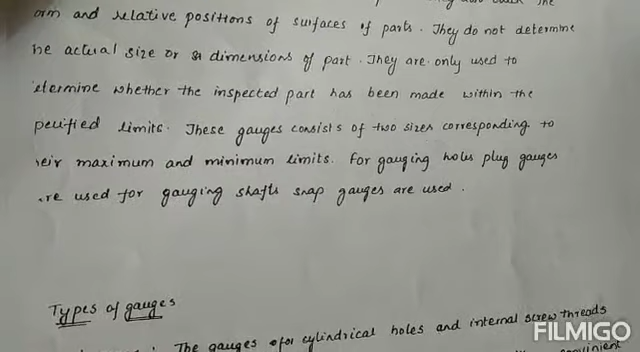 orm and relative positions of surfaces of parts. They do not determine
he actual size or dimensions of part. They are only used to
etermine whether the inspected part has been made within the
pecified limits. These gauges consists of two sizes corresponding to
eir maximum and minimum limits. for gauging holes plug gauges
re used for gauging shafts snap gauges are used.
Types of gauges
The gauges for cylindrical holes and internal screw threads
FILMIGO